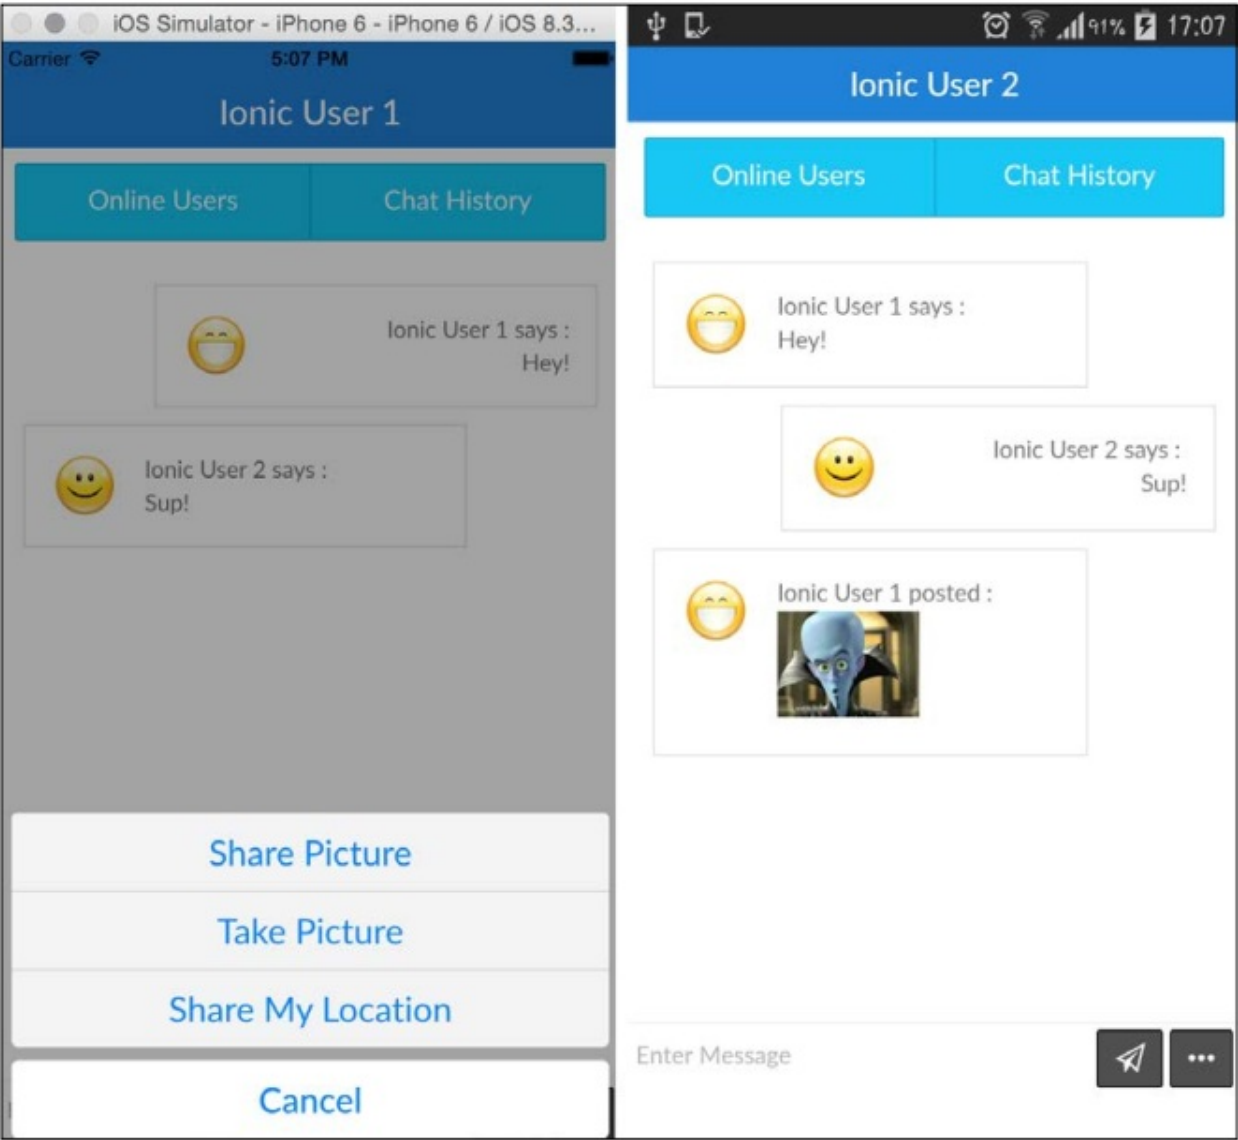 iOS Simulator - iPhone 6 - iPhone 6 / iOS 8.3...
Carrier
5:07 PM
Ionic User 1
Online Users
Chat History
Ionic User 1 says :
Hey!
Ionic User 2 says :
Sup!
Share Picture
Take Picture
Share My Location
Cancel
91%
17:07
Ionic User 2
Online Users
Chat History
Ionic User 1 says :
Hey!
Ionic User 2 says :
Sup!
Ionic User 1 posted :
Enter Message